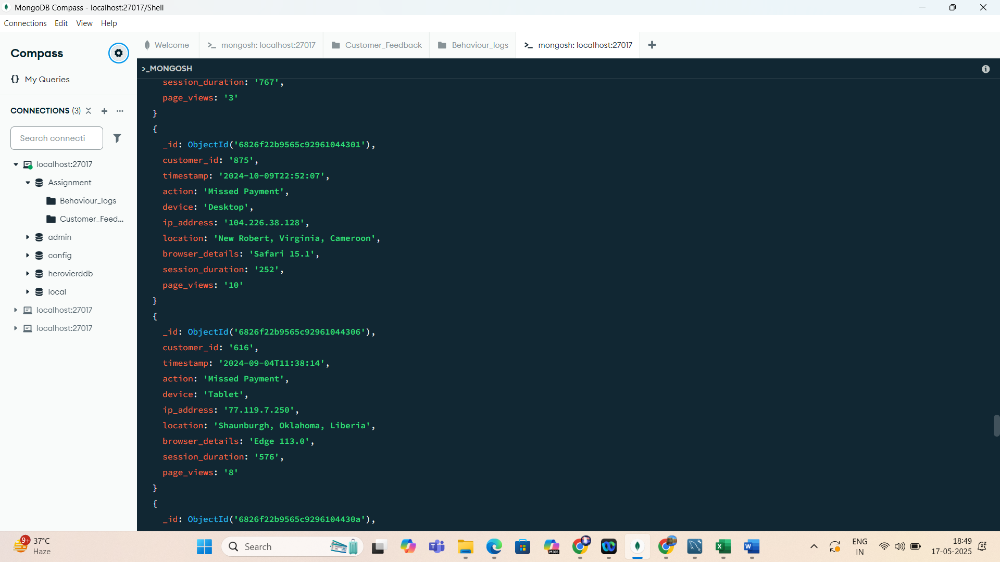 MongoDB Compass - localhost:27017/Shell
Connections Edit View Help
Compass
My Queries
CONNECTIONS (3)
Search connecti
localhost:27017
Assignment
Behaviour_logs
Customer_Feed...
admin
config
herovierddb
local
localhost:27017
localhost:27017
Welcome
mongosh: localhost:27017
Customer_Feedback
Behaviour_logs
mongosh: localhost:27017
>_MONGOSH
session_duration: '767',
page_views: '3'
}
{
_id: ObjectId('6826f22b9565c92961044301'),
customer_id: '875',
timestamp: '2024-10-09T22:52:07',
action: 'Missed Payment',
device: 'Desktop',
ip_address: '104.226.38.128',
location: 'New Robert, Virginia, Cameroon',
browser_details: 'Safari 15.1',
session_duration: '252',
page_views: '10'
}
{
_id: ObjectId('6826f22b9565c92961044306'),
customer_id: '616',
timestamp: '2024-09-04T11:38:14',
action: 'Missed Payment',
device: 'Tablet',
ip_address: '77.119.7.250',
location: 'Shaunburgh, Oklahoma, Liberia',
browser_details: 'Edge 113.0',
session_duration: '576',
page_views: '8'
}
{
_id: ObjectId('6826f22b9565c9296104430a'),
9+
37°C
Haze
Search
M365
ENG
IN
18:49
17-05-2025